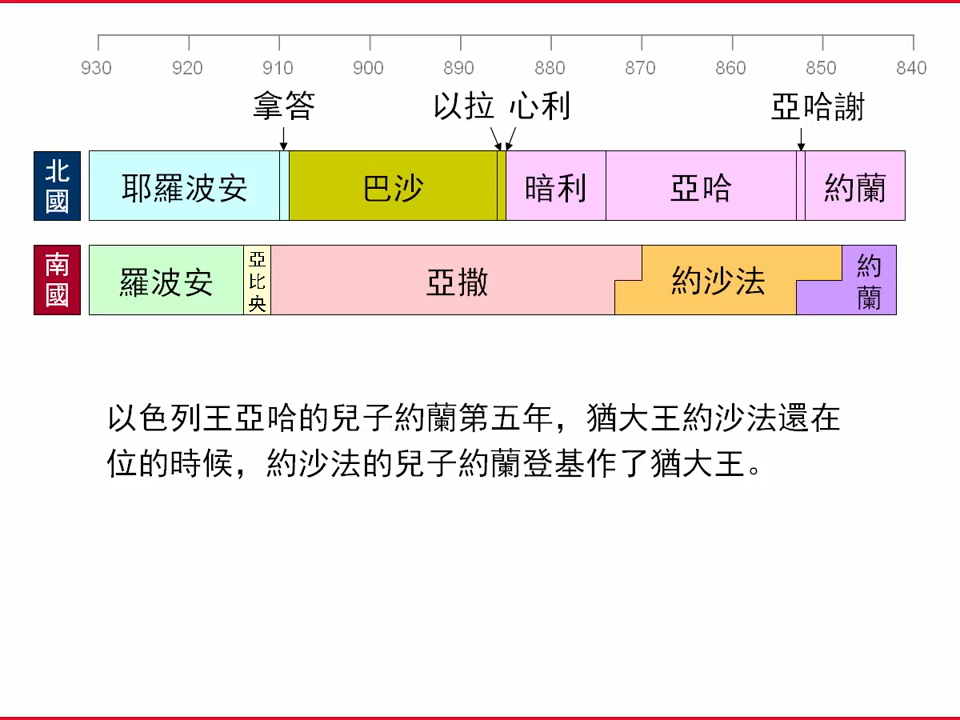 930 920 910 900 890 880 870 860 850 840
拿答 以拉 心利 亞哈謝
北國 耶羅波安 巴沙 暗利 亞哈 約蘭
南國 羅波安 亞比央 亞撒 約沙法 約蘭
以色列王亞哈的兒子約蘭第五年，猶大王約沙法還在
位的時候，約沙法的兒子約蘭登基作了猶大王。